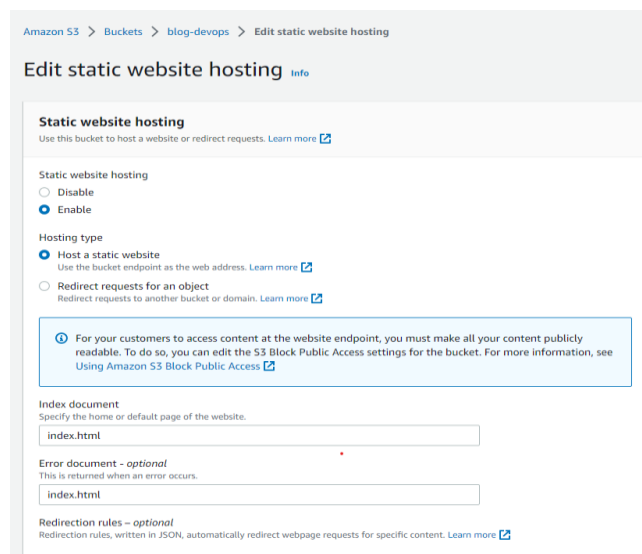 Amazon S3 > Buckets > blog-devops > Edit static website hosting
Edit static website hosting Info
Static website hosting
Use this bucket to host a website or redirect requests. Learn more
Static website hosting
Disable
Enable
Hosting type
Host a static website
Use the bucket endpoint as the web address. Learn more
Redirect requests for an object
Redirect requests to another bucket or domain. Learn more
For your customers to access content at the website endpoint, you must make all your content publicly
readable. To do so, you can edit the S3 Block Public Access settings for the bucket. For more information, see
Using Amazon S3 Block Public Access
Index document
Specify the home or default page of the website.
index.html
Error document - optional
This is returned when an error occurs.
index.html
Redirection rules – optional
Redirection rules, written in JSON, automatically redirect webpage requests for specific content. Learn more